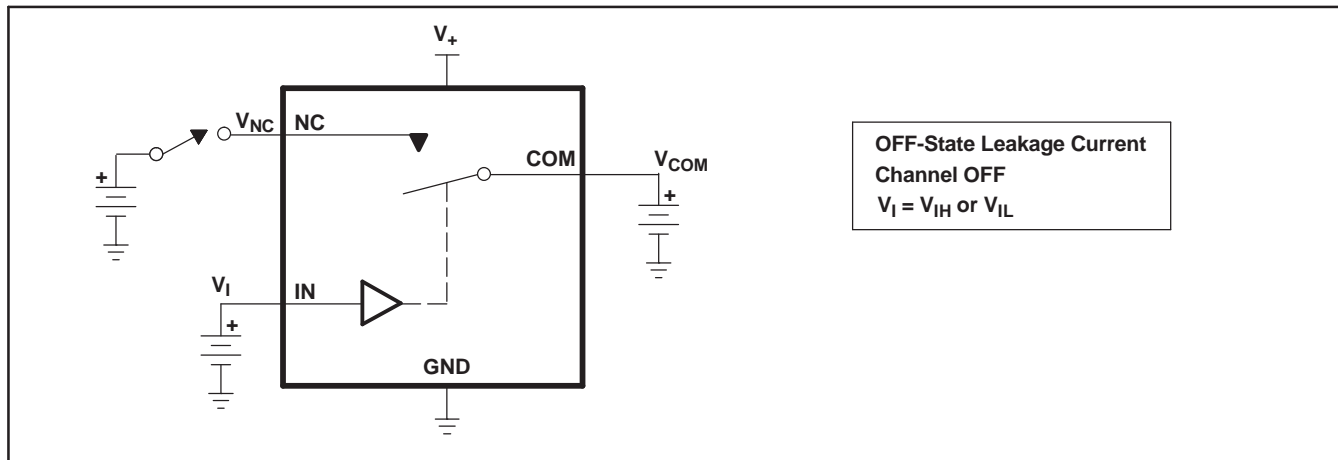 V+
VNC NC
COM VCOM
+
+
VI IN
+
GND
OFF-State Leakage Current
Channel OFF
VI = VIH or VIL